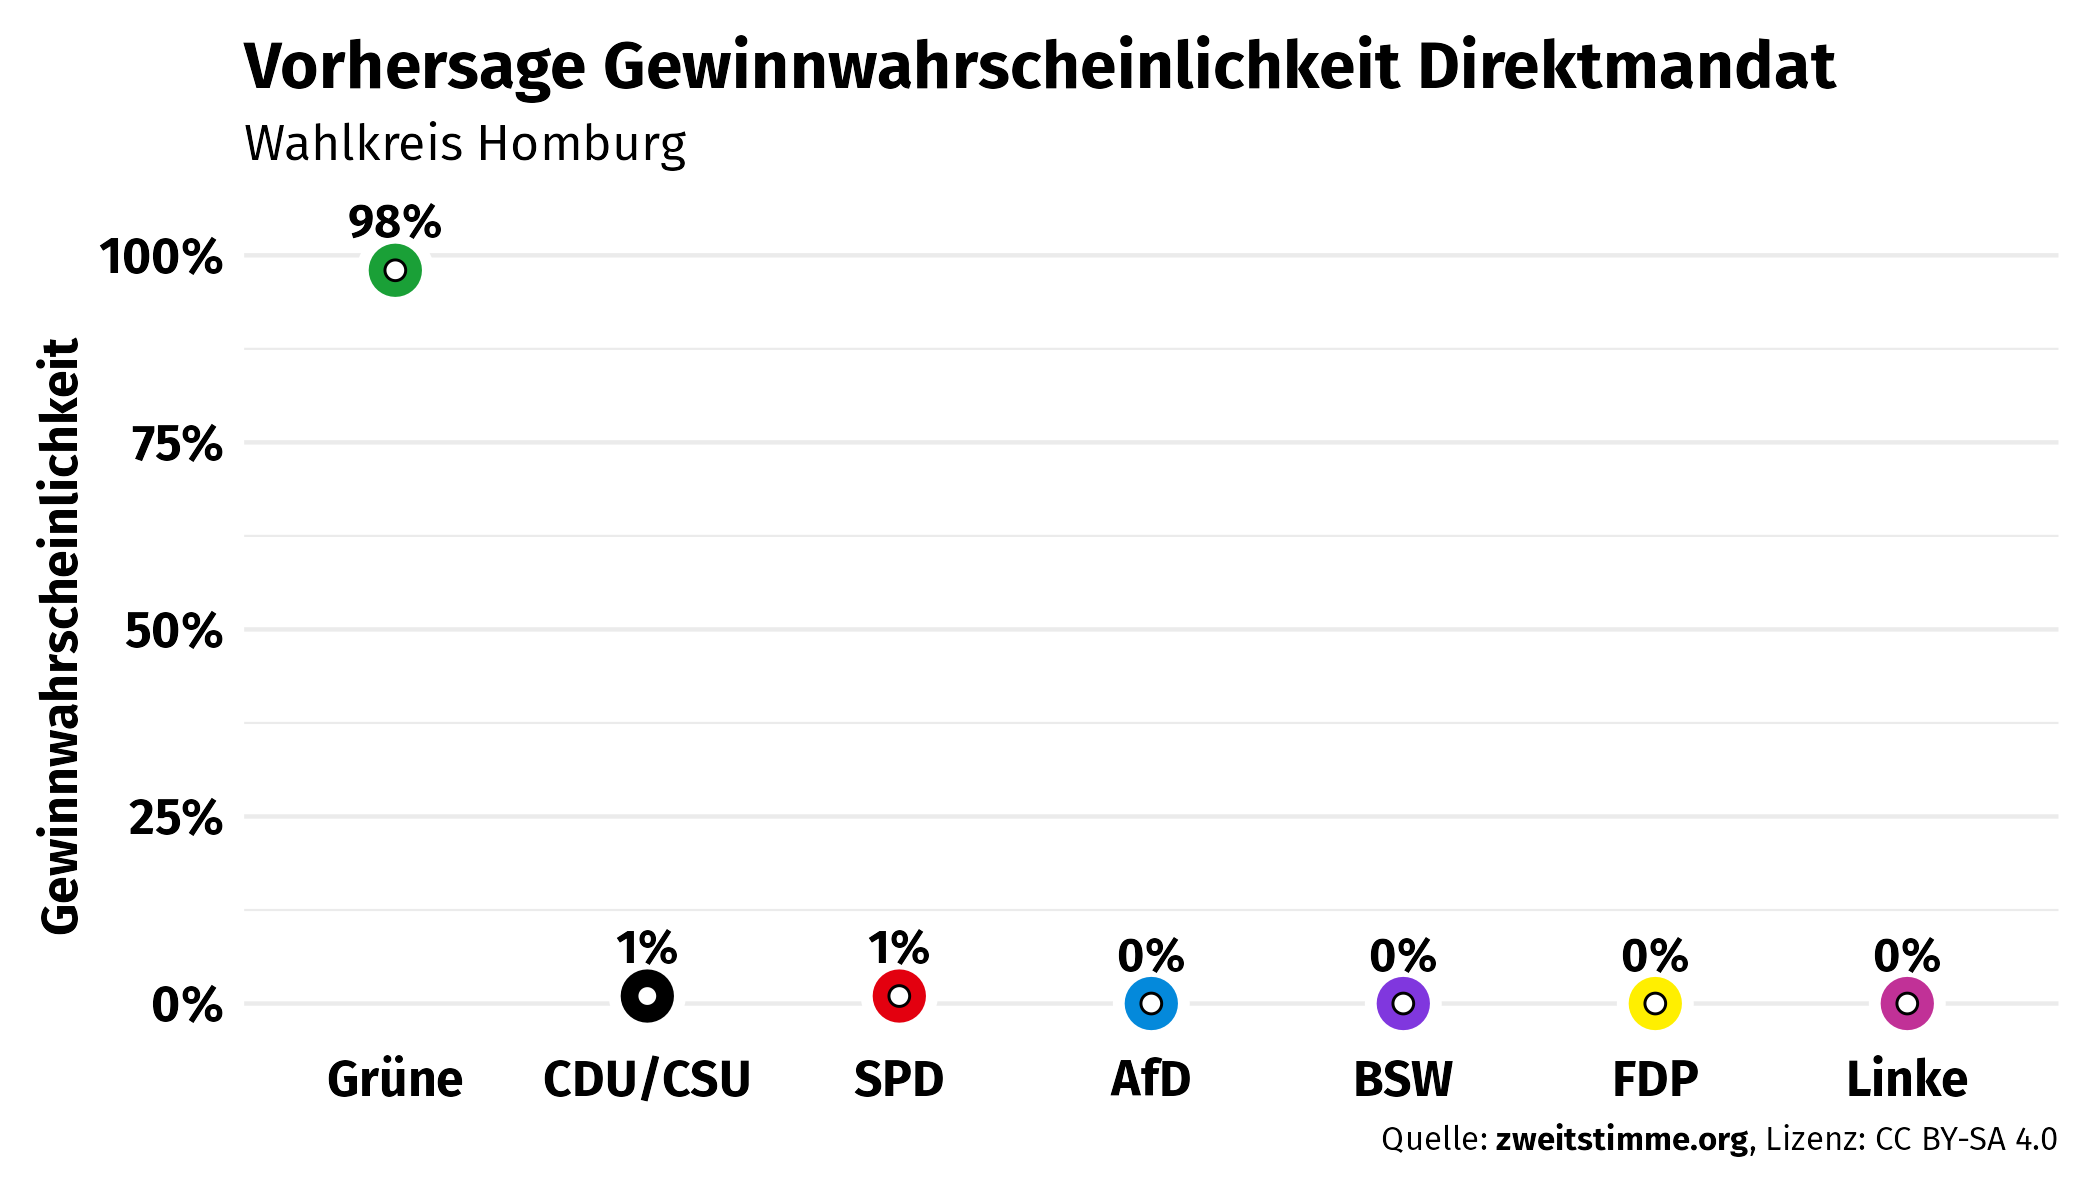 Vorhersage Gewinnwahrscheinlichkeit Direktmandat
Wahlkreis Homburg
Gewinnwahrscheinlichkeit
98%
100%
75%
50%
25%
1%
1%
0%
0%
0%
0%
0%
Grüne
CDU/CSU
SPD
AfD
BSW
FDP
Linke
Quelle: zweitstimme.org, Lizenz: CC BY-SA 4.0